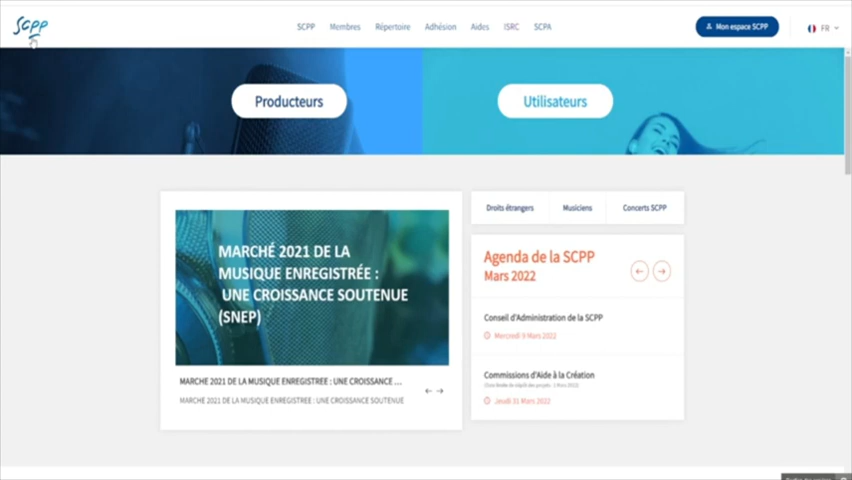 SCPP
SCPP Membres Répertoire Adhésion Aides ISRC SCPA
Mon espace SCPP
FR
Producteurs
Utilisateurs
MARCHÉ 2021 DE LA
MUSIQUE ENREGISTRÉE :
UNE CROISSANCE SOUTENUE
(SNEP)
MARCHE 2021 DE LA MUSIQUE ENREGISTREE : UNE CROISSANCE ...
MARCHE 2021 DE LA MUSIQUE ENREGISTREE : UNE CROISSANCE SOUTENUE
Droits étrangers Musiciens Concerts SCPP
Agenda de la SCPP
Mars 2022
Conseil d'Administration de la SCPP
Mercredi 9 Mars 2022
Commissions d'Aide à la Création
Jeudi 31 Mars 2022